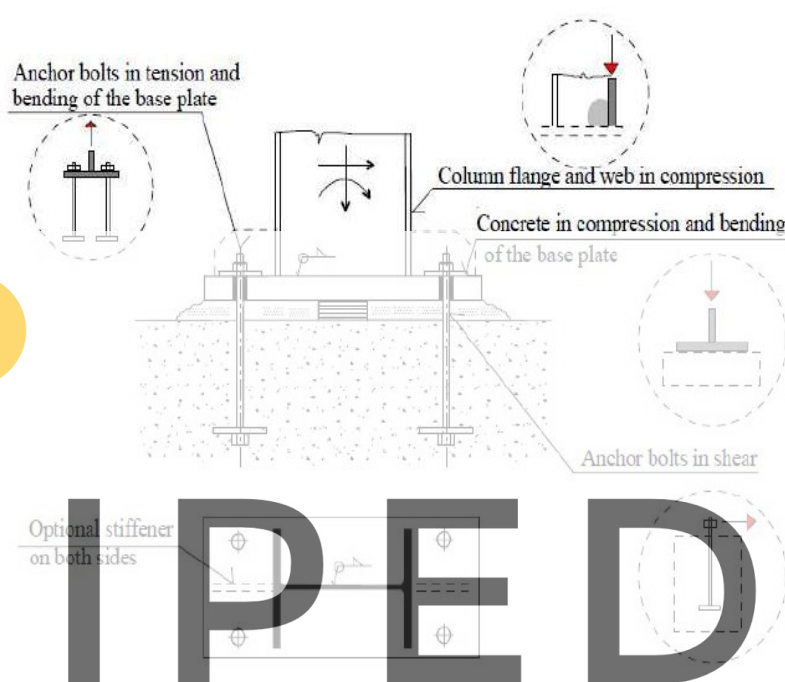 Anchor bolts in tension and
bending of the base plate
Column flange and web in compression
Concrete in compression and bending
of the base plate
Anchor bolts in shear
Optional stiffener
on both sides
IPED